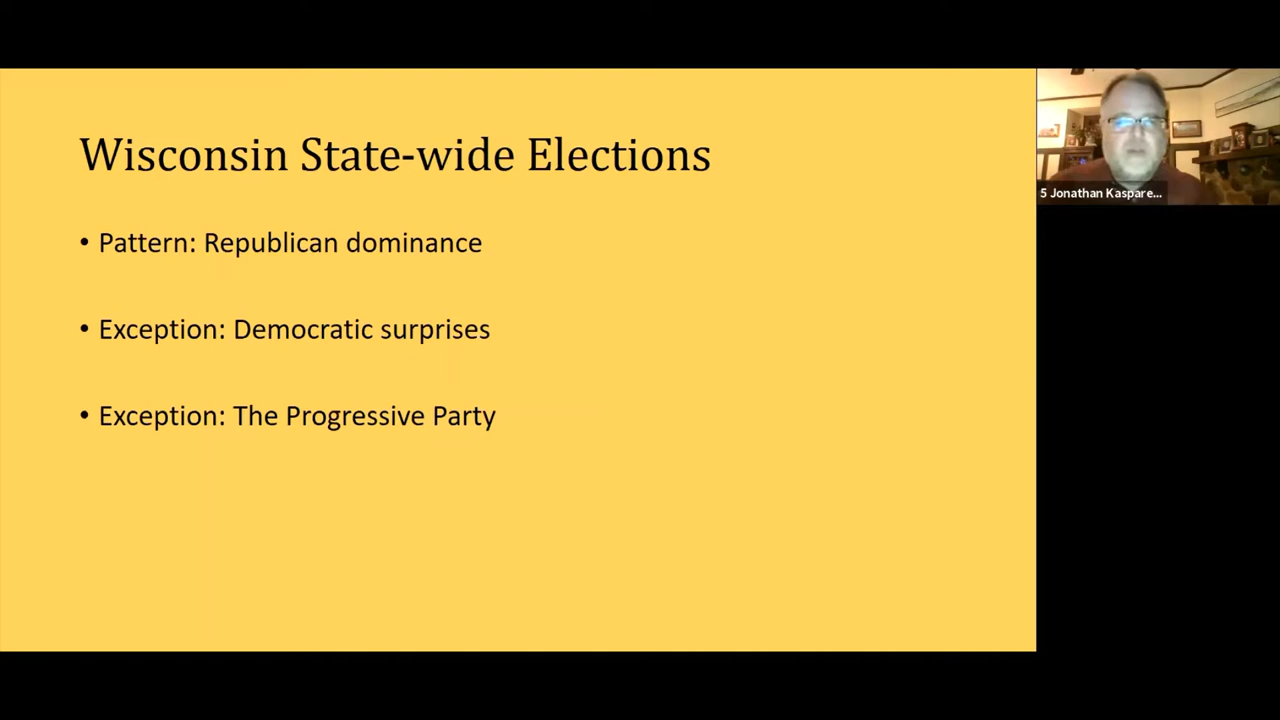 Wisconsin State-wide Elections
• Pattern: Republican dominance
• Exception: Democratic surprises
• Exception: The Progressive Party
5 Jonathan Kaspare...